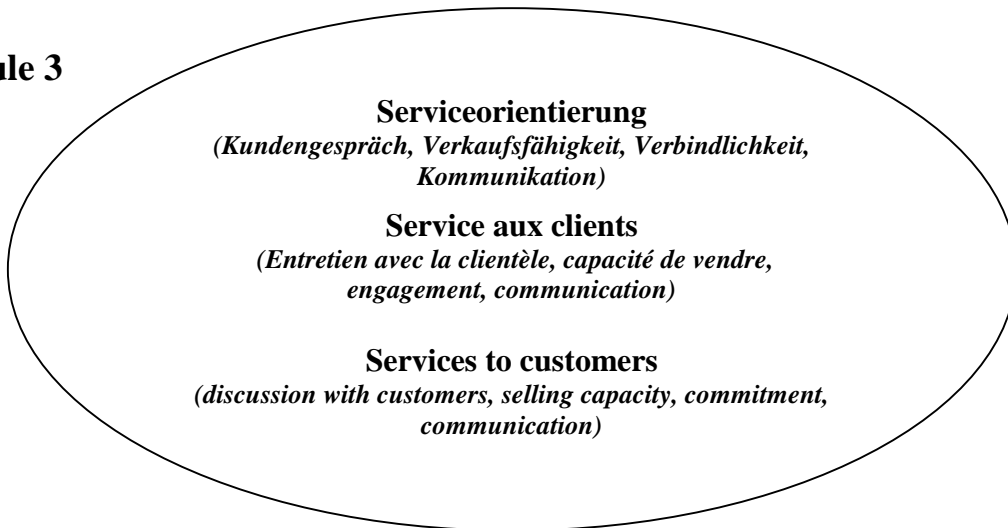 ule 3
Serviceorientierung
(Kundengespräch, Verkaufsfähigkeit, Verbindlichkeit,
Kommunikation)
Service aux clients
(Entretien avec la clientèle, capacité de vendre,
engagement, communication)
Services to customers
(discussion with customers, selling capacity, commitment,
communication)